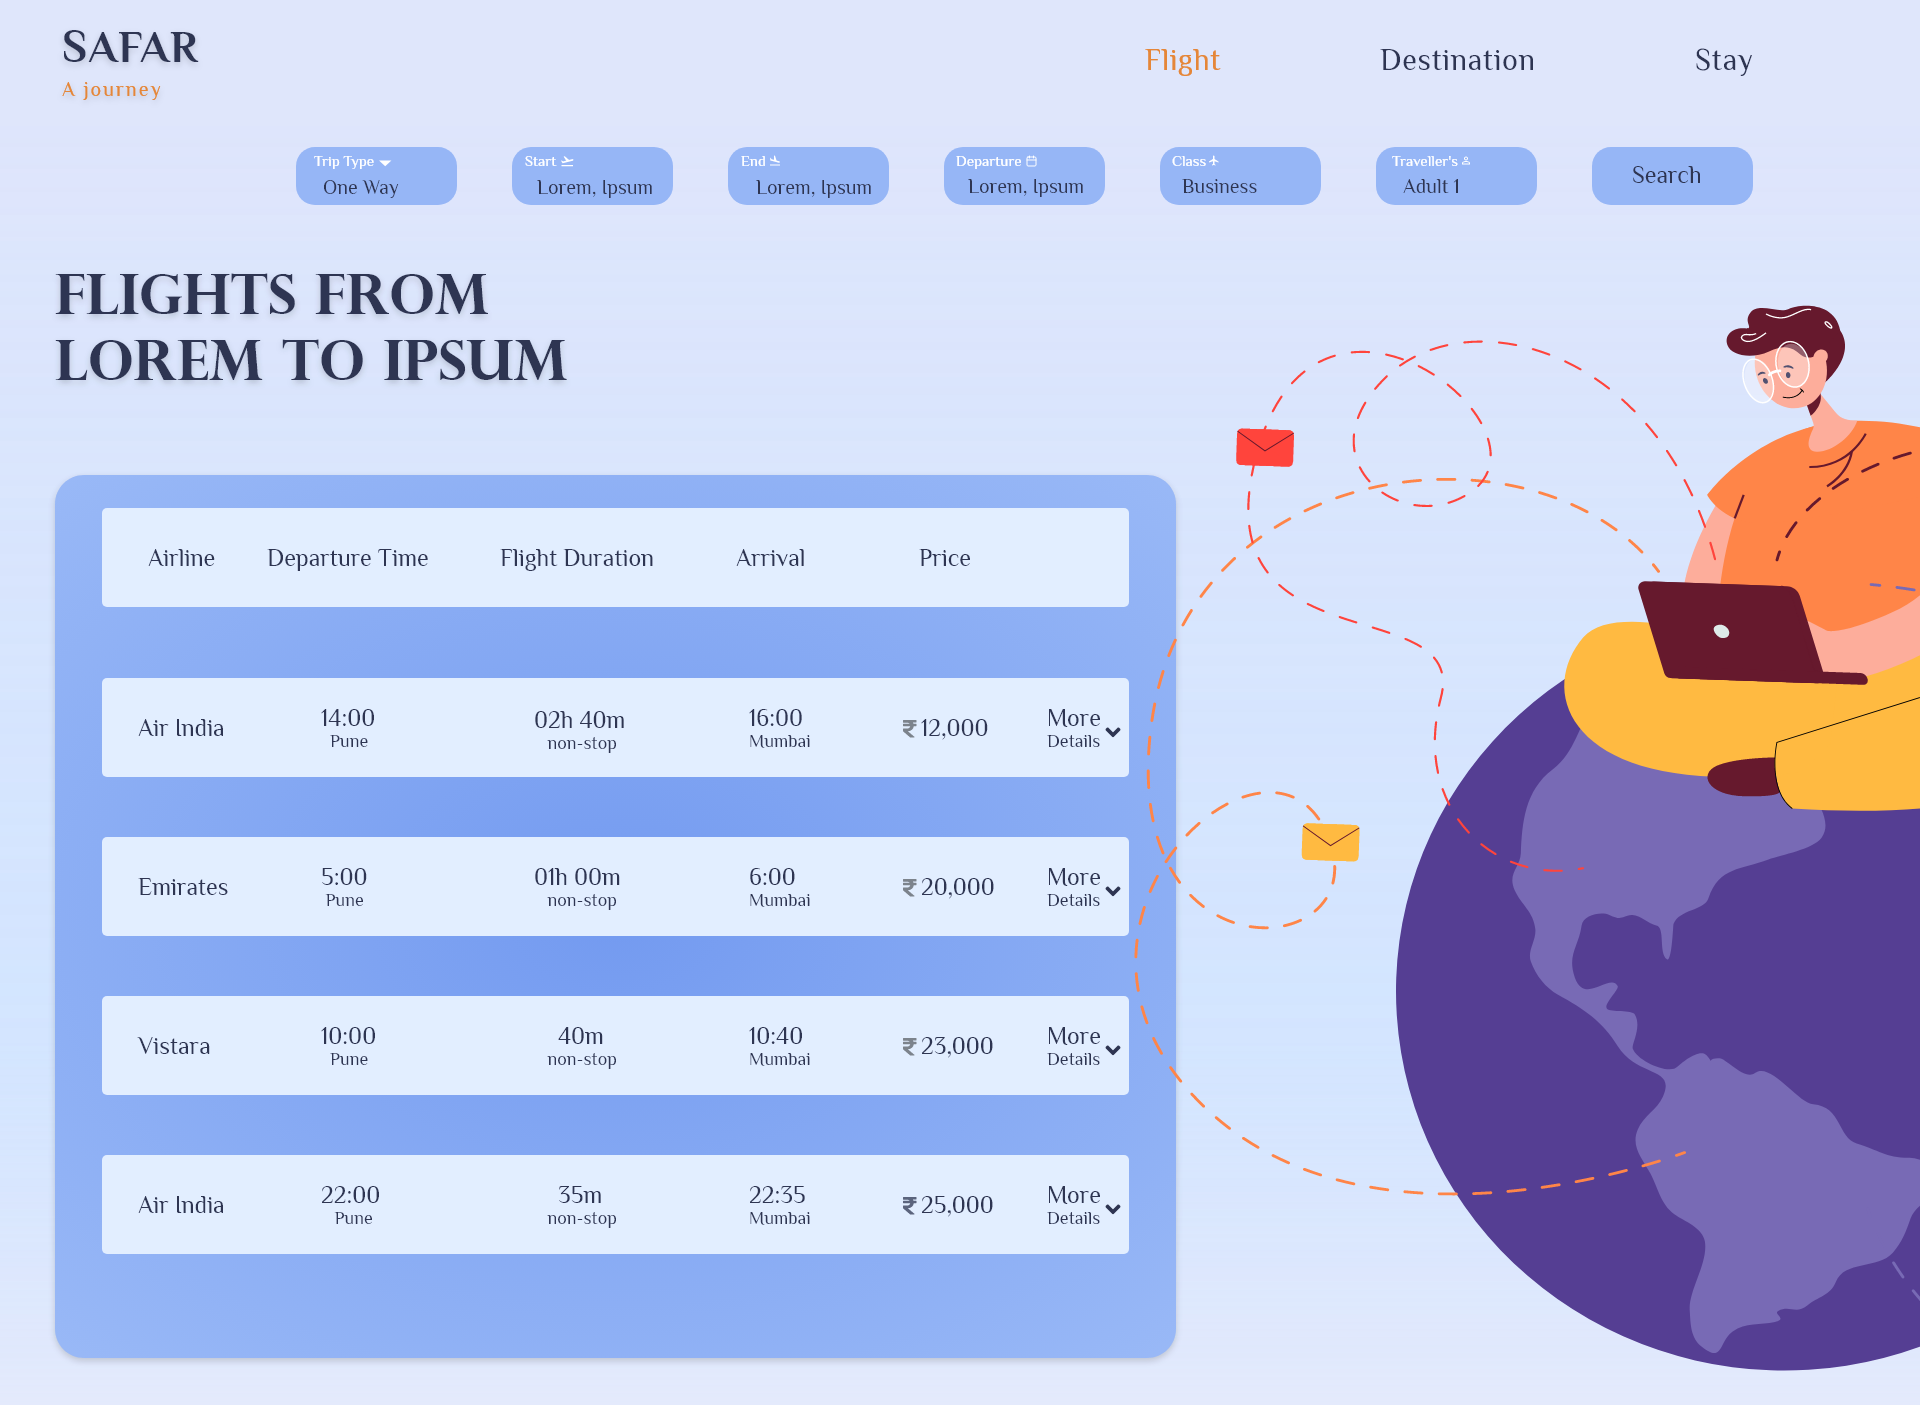 SAFAR
A journey
Flight Destination Stay
Trip Type Start End Departure Class Traveller's
One Way Lorem, Ipsum Lorem, Ipsum Lorem, Ipsum Business Adult 1 Search
FLIGHTS FROM
LOREM TO IPSUM
Airline Departure Time Flight Duration Arrival Price
Air India 14:00 02h 40m 16:00 ₹ 12,000 More
Pune non-stop Mumbai Details
Emirates 5:00 01h 00m 6:00 ₹ 20,000 More
Pune non-stop Mumbai Details
Vistara 10:00 40m 10:40 ₹ 23,000 More
Pune non-stop Mumbai Details
Air India 22:00 35m 22:35 ₹ 25,000 More
Pune non-stop Mumbai Details